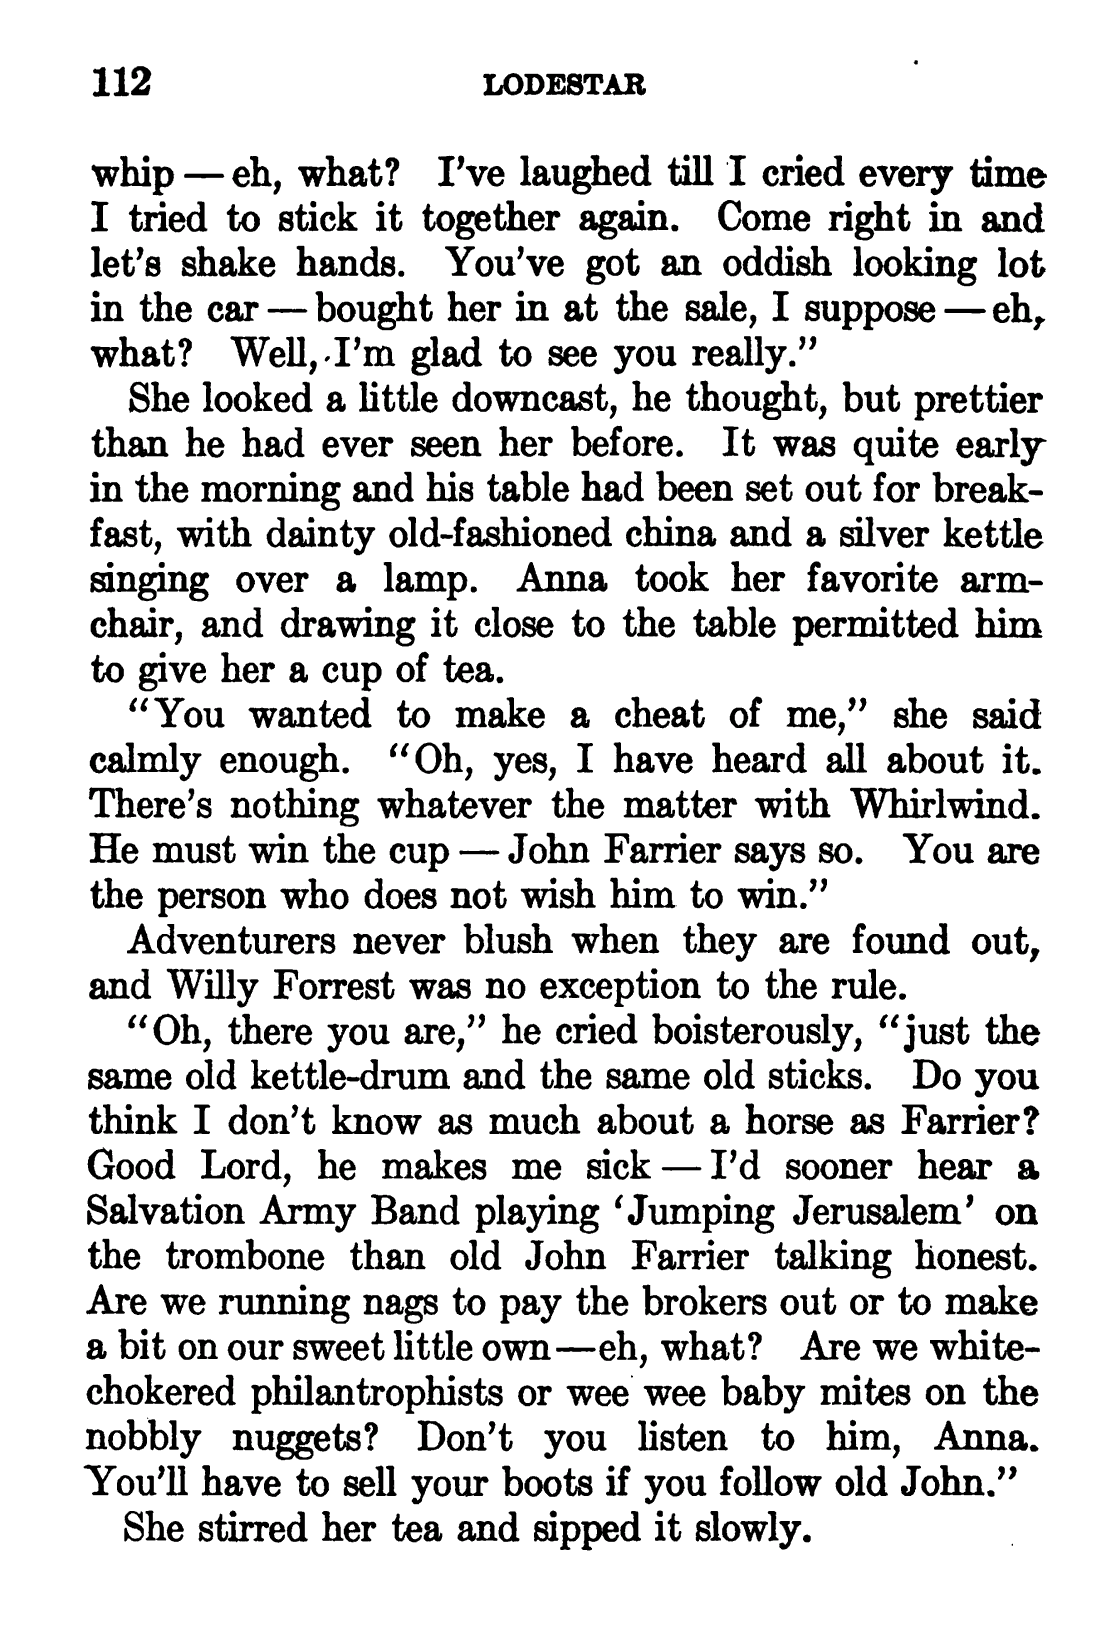 112 LODESTAR
whip — eh, what? I've laughed till I cried every time
I tried to stick it together again. Come right in and
let's shake hands. You've got an oddish looking lot
in the car — bought her in at the sale, I suppose — eh,
what? Well, I'm glad to see you really."
She looked a little downcast, he thought, but prettier
than he had ever seen her before. It was quite early
in the morning and his table had been set out for break-
fast, with dainty old-fashioned china and a silver kettle
singing over a lamp. Anna took her favorite arm-
chair, and drawing it close to the table permitted him
to give her a cup of tea.
"You wanted to make a cheat of me," she said
calmly enough. "Oh, yes, I have heard all about it.
There's nothing whatever the matter with Whirlwind.
He must win the cup — John Farrier says so. You are
the person who does not wish him to win."
Adventurers never blush when they are found out,
and Willy Forrest was no exception to the rule.
"Oh, there you are," he cried boisterously, "just the
same old kettle-drum and the same old sticks. Do you
think I don't know as much about a horse as Farrier?
Good Lord, he makes me sick — I'd sooner hear a
Salvation Army Band playing 'Jumping Jerusalem' on
the trombone than old John Farrier talking honest.
Are we running nags to pay the brokers out or to make
a bit on our sweet little own—eh, what? Are we white-
chokered philantrophists or wee wee baby mites on the
nobbly nuggets? Don't you listen to him, Anna.
You'll have to sell your boots if you follow old John."
She stirred her tea and sipped it slowly.